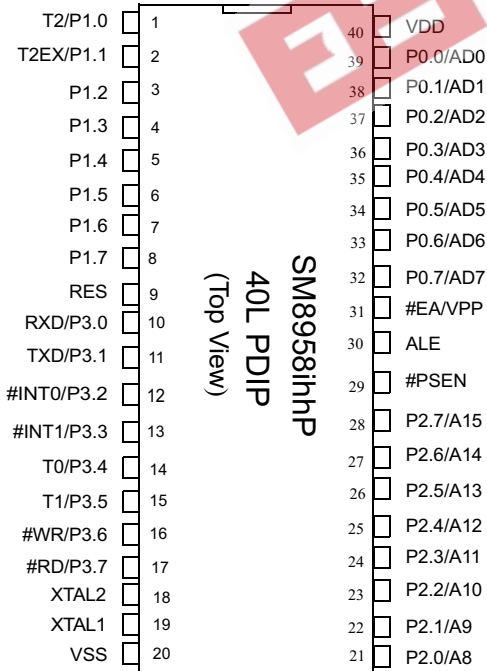 T2/P1.0 1
T2EX/P1.1 2
P1.2 3
P1.3 4
P1.4 5
P1.5 6
P1.6 7
P1.7 8
RES 9
RXD/P3.0 10
TXD/P3.1 11
#INT0/P3.2 12
#INT1/P3.3 13
T0/P3.4 14
T1/P3.5 15
#WR/P3.6 16
#RD/P3.7 17
XTAL2 18
XTAL1 19
VSS 20
SM8958ihhP
40L PDIP
(Top View)
40 VDD
39 P0.0/AD0
38 P0.1/AD1
37 P0.2/AD2
36 P0.3/AD3
35 P0.4/AD4
34 P0.5/AD5
33 P0.6/AD6
32 P0.7/AD7
31 #EA/VPP
30 ALE
29 #PSEN
28 P2.7/A15
27 P2.6/A14
26 P2.5/A13
25 P2.4/A12
24 P2.3/A11
23 P2.2/A10
22 P2.1/A9
21 P2.0/A8